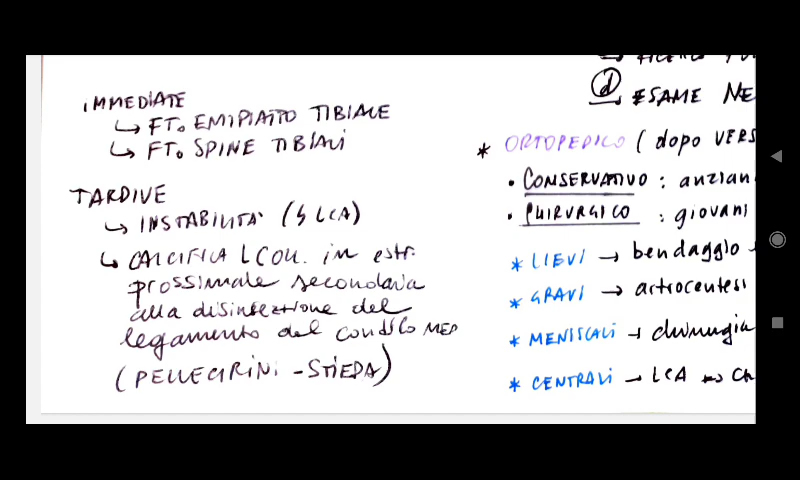 IMMEDIATE
↳ FT. EMIPIATTO TIBIALE
↳ FT. SPINE TIBIALI
TARDIVE
↳ INSTABILITA' (LCA)
↳ CALCIFICA LCOLL. in estr.
prossimale secondaria
alla disinserzione del
legamento del condilo MED
(PELLEGRINI - STIEDA)
d
→ ESAME NE
* ORTOPEDICO ( dopo VERS
• CONSERVATIVO : anzian
• CHIRURGICO : giovani
* LIEVI → bendaggio
* GRAVI → artrocentesi
* MENISCALI → chirurgia
* CENTRALI → LCA → Ch